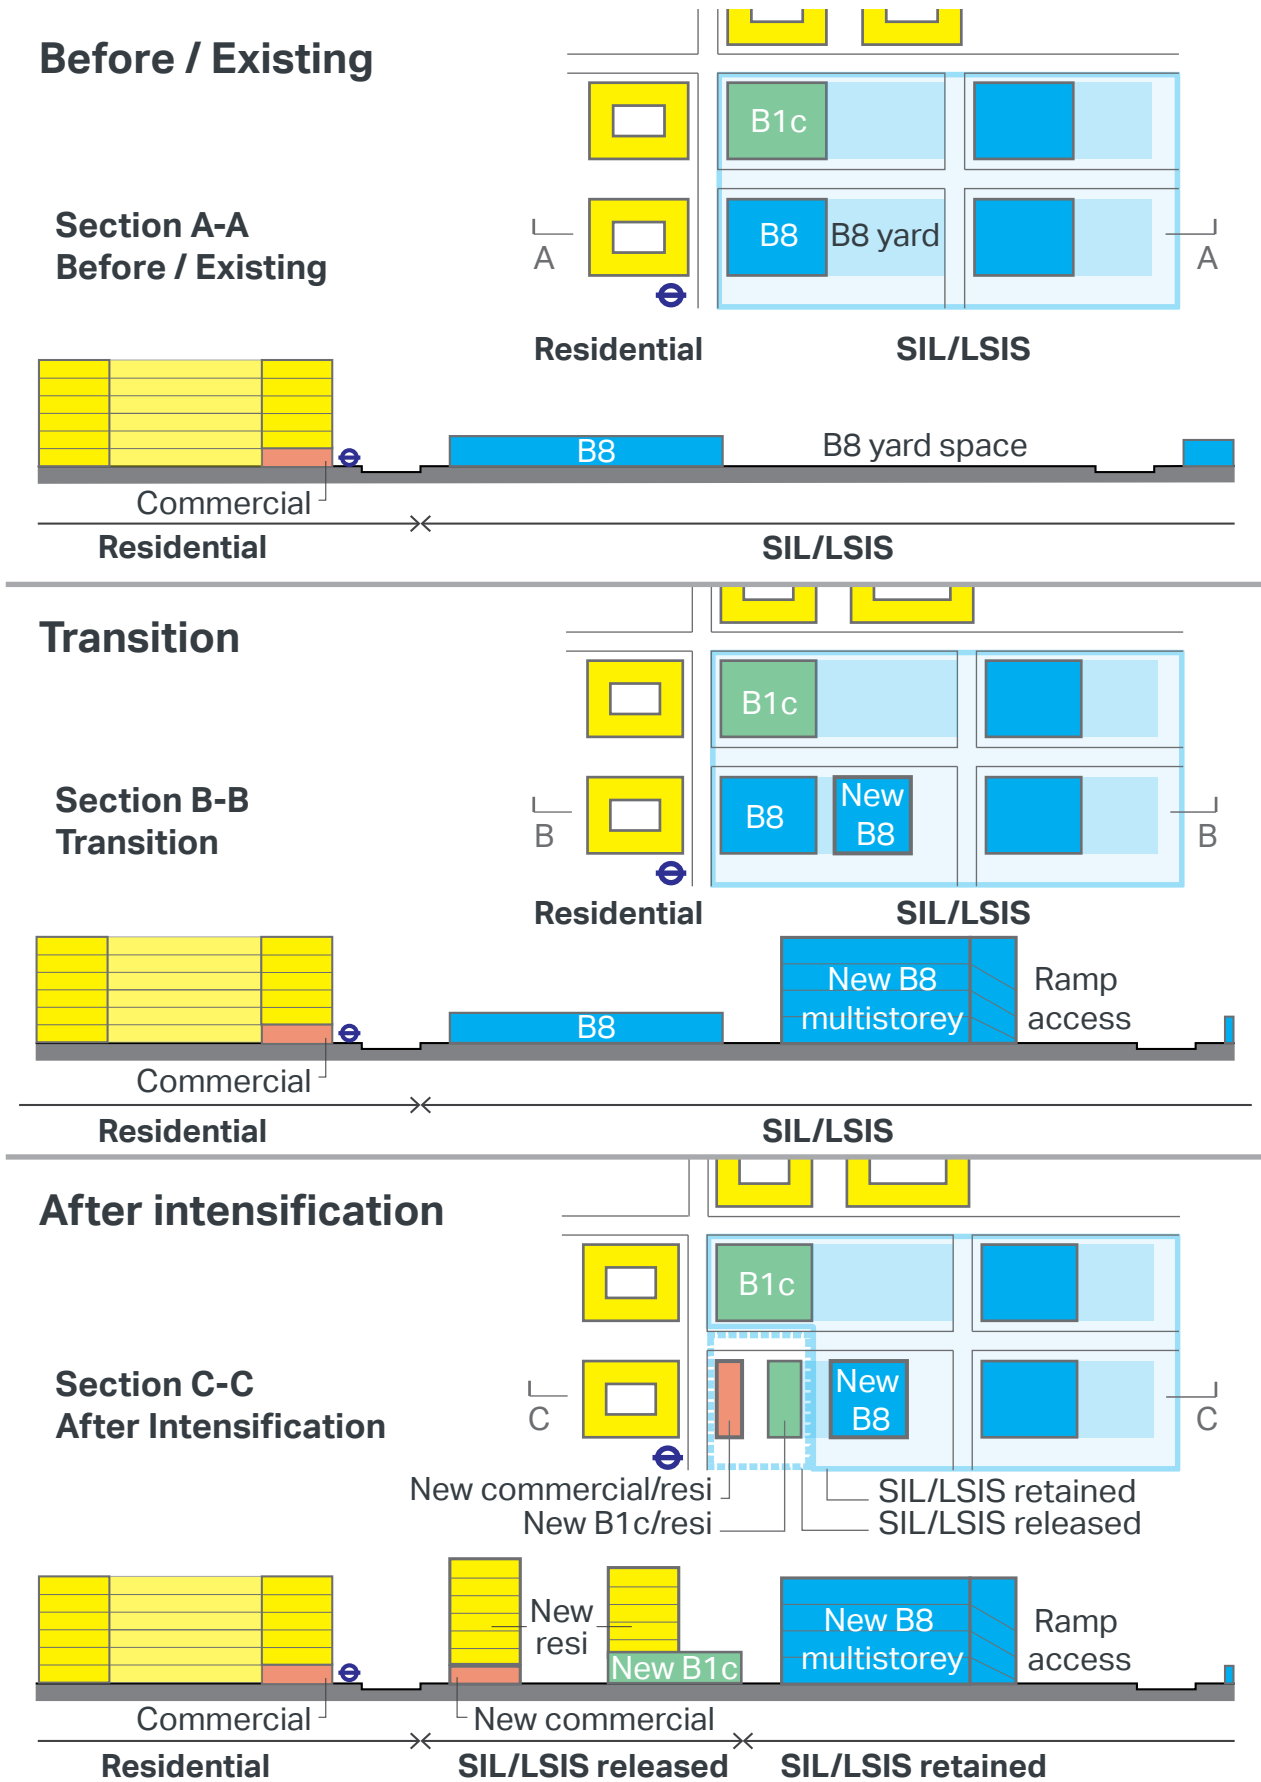 Before / Existing
B1c
Section A-A
Before / Existing
A
B8
B8 yard
A
Residential
SIL/LSIS
B8
B8 yard space
Commercial
Residential
SIL/LSIS
Transition
B1c
Section B-B
Transition
B
B8
New
B8
B
Residential
SIL/LSIS
New B8
multistorey
Ramp
access
B8
Commercial
Residential
SIL/LSIS
After intensification
B1c
Section C-C
After Intensification
C
New
B8
C
New commercial/resi
SIL/LSIS retained
New B1c/resi
SIL/LSIS released
New
resi
New B1c
New B8
multistorey
Ramp
access
Commercial
New commercial
Residential
SIL/LSIS released
SIL/LSIS retained